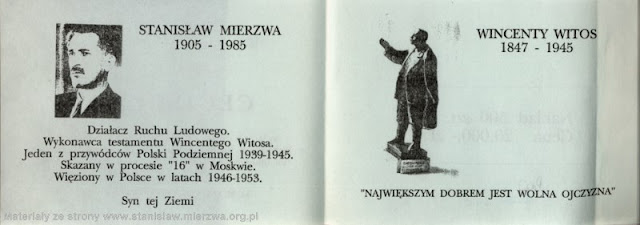 STANISŁAW MIERZWA
1905 - 1985
Działacz Ruchu Ludowego.
Wykonawca testamentu Wincentego Witosa.
Jeden z przywódców Polski Podziemnej 1939-1945.
Skazany w procesie "16" w Moskwie.
Więziony w Polsce w latach 1946-1953.
Syn tej Ziemi
WINCENTY WITOS
1847 - 1945
"NAJWIĘKSZYM DOBREM JEST WOLNA OJCZYZNA"
Materiały ze strony www.stanislaw.mierzwa.org.pl